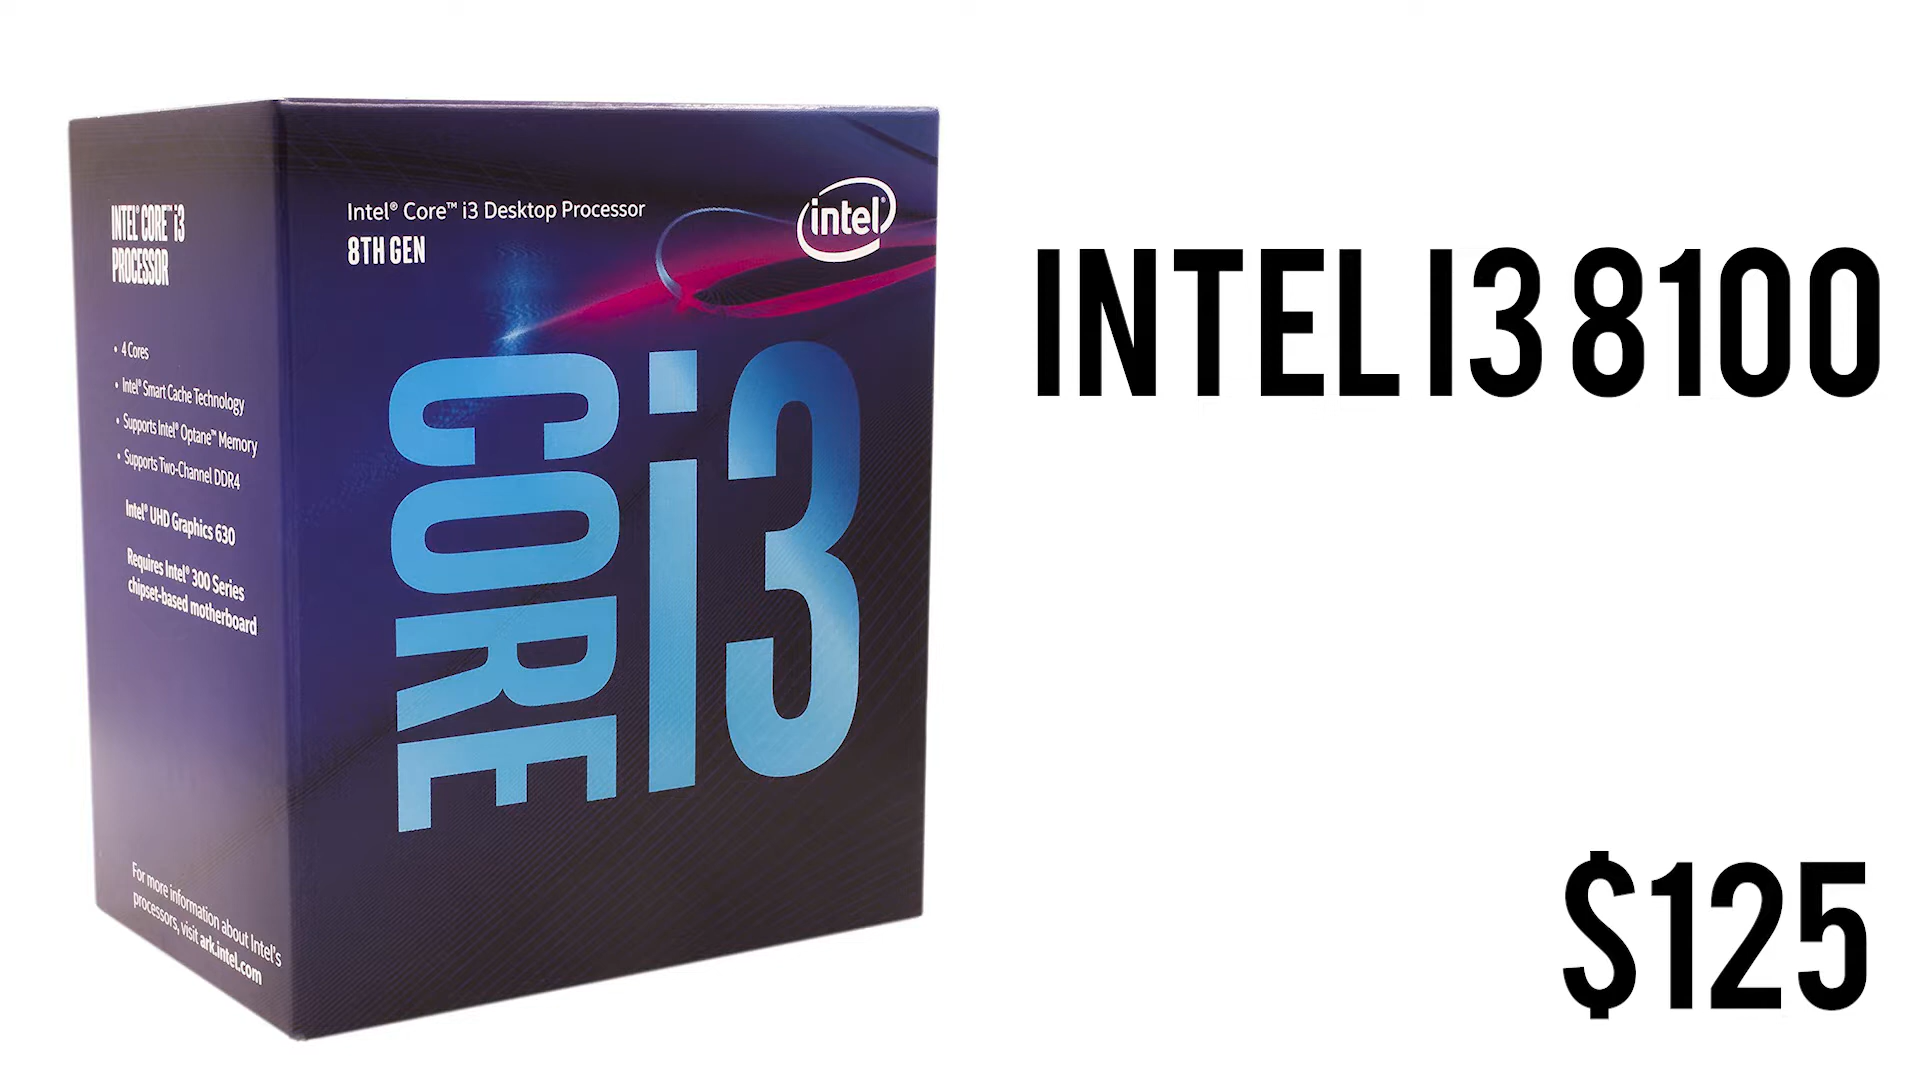 INTEL® CORE™ i3
PROCESSOR
• 4 Cores
• Intel® Smart Cache Technology
• Supports Intel® Optane™ Memory
• Supports Two-Channel DDR4
Intel® UHD Graphics 630
Requires Intel® 300 Series
chipset-based motherboard
For more information about Intel's
processors, visit ark.intel.com
Intel® Core™ i3 Desktop Processor
8TH GEN
intel®
CORE i3
INTEL I3 8100
$125